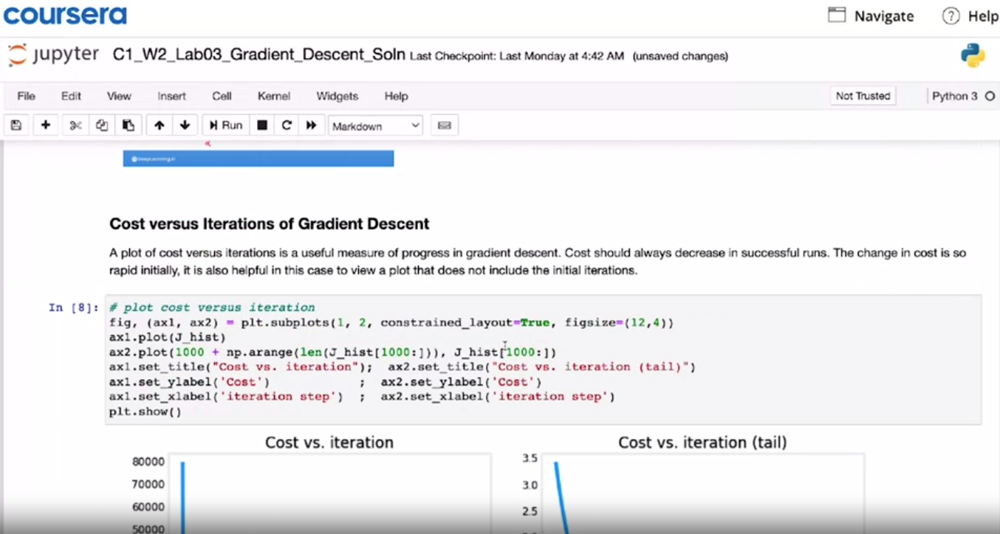 coursera
Navigate
Help
jupyter C1_W2_Lab03_Gradient_Descent_Soln Last Checkpoint: Last Monday at 4:42 AM (unsaved changes)
File Edit View Insert Cell Kernel Widgets Help
Not Trusted
Python 3
Run
Markdown
DeepLearning.AI
Cost versus Iterations of Gradient Descent
A plot of cost versus iterations is a useful measure of progress in gradient descent. Cost should always decrease in successful runs. The change in cost is so
rapid initially, it is also helpful in this case to view a plot that does not include the initial iterations.
In [8]:
# plot cost versus iteration
fig, (ax1, ax2) = plt.subplots(1, 2, constrained_layout=True, figsize=(12,4))
ax1.plot(J_hist)
ax2.plot(1000 + np.arange(len(J_hist[1000:])), J_hist[1000:])
ax1.set_title("Cost vs. iteration");  ax2.set_title("Cost vs. iteration (tail)")
ax1.set_ylabel('Cost')            ;  ax2.set_ylabel('Cost')
ax1.set_xlabel('iteration step')  ;  ax2.set_xlabel('iteration step')
plt.show()
Cost vs. iteration
80000
70000
60000
50000
Cost vs. iteration (tail)
3.5
3.0
2.5